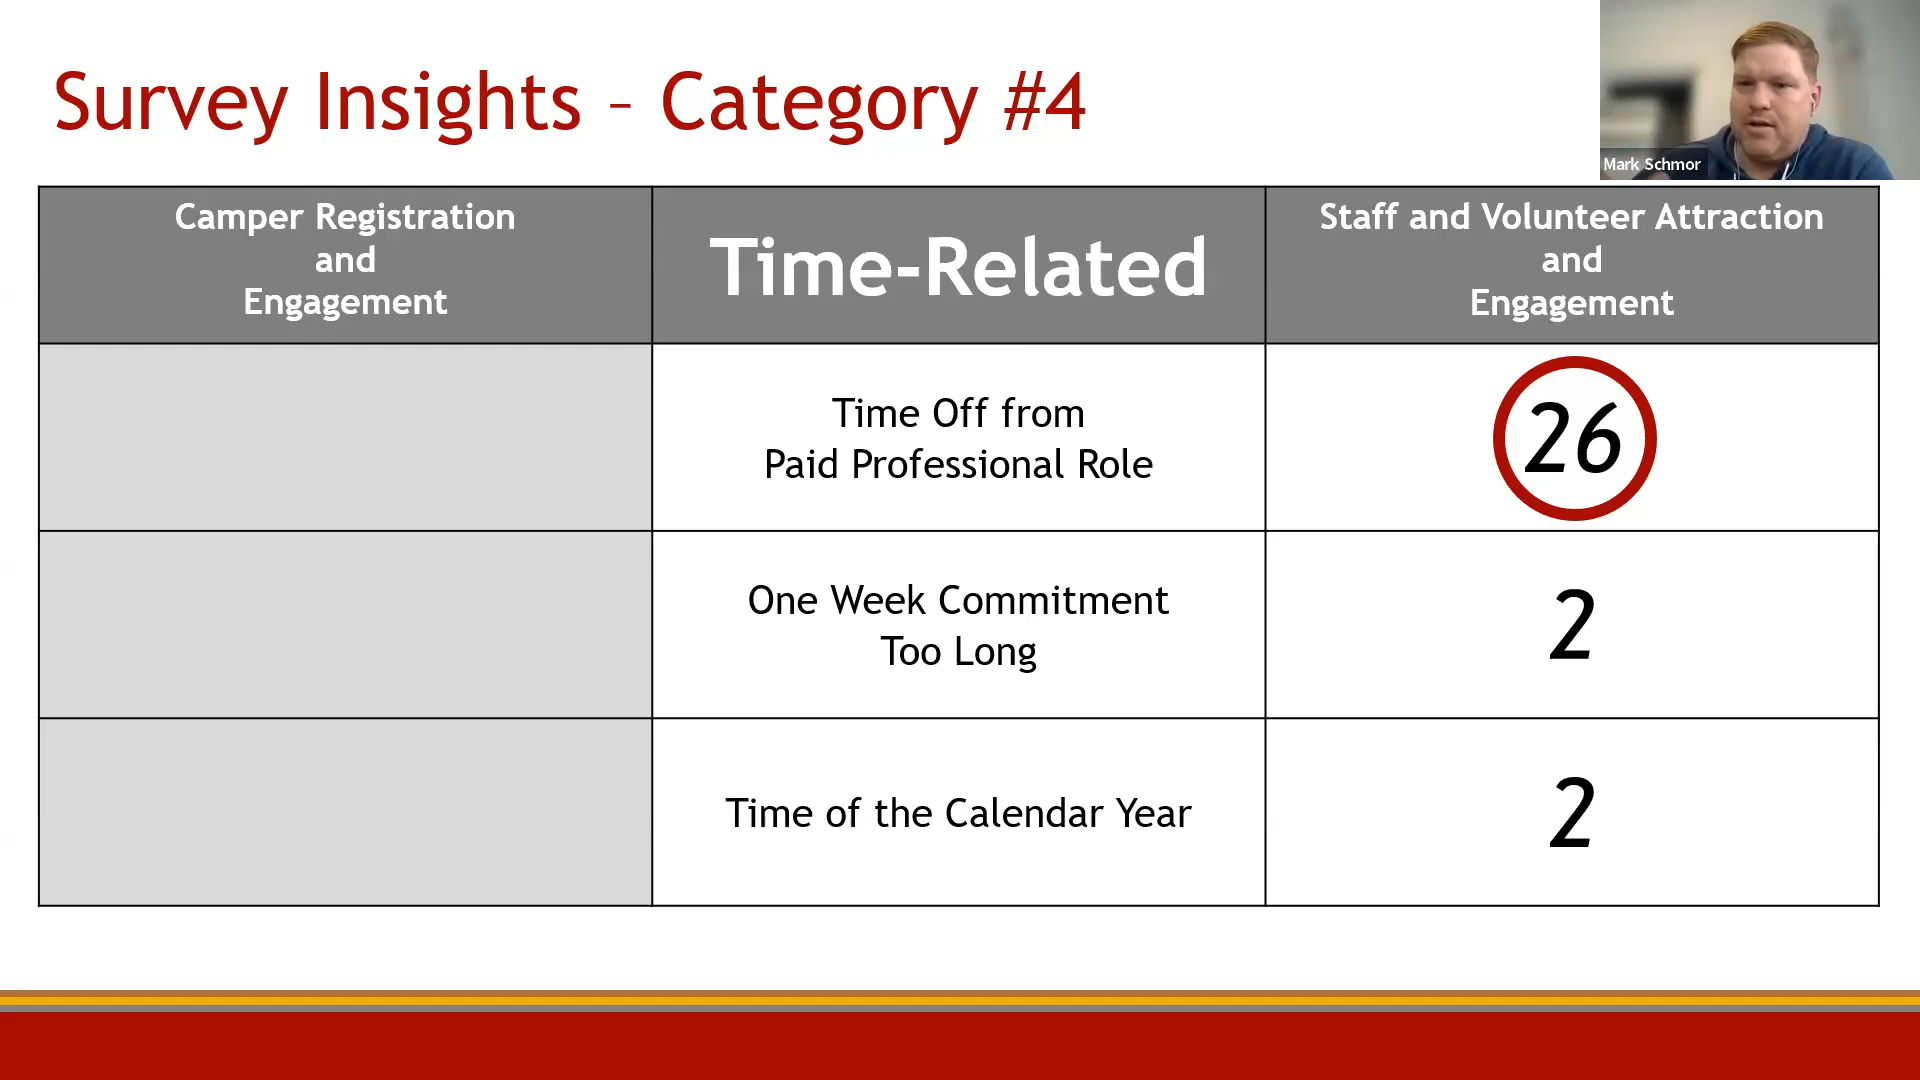 Survey Insights – Category #4
Mark Schmor
Camper Registration
and
Engagement
Time-Related
Staff and Volunteer Attraction
and
Engagement
Time Off from
Paid Professional Role
26
One Week Commitment
Too Long
2
Time of the Calendar Year
2